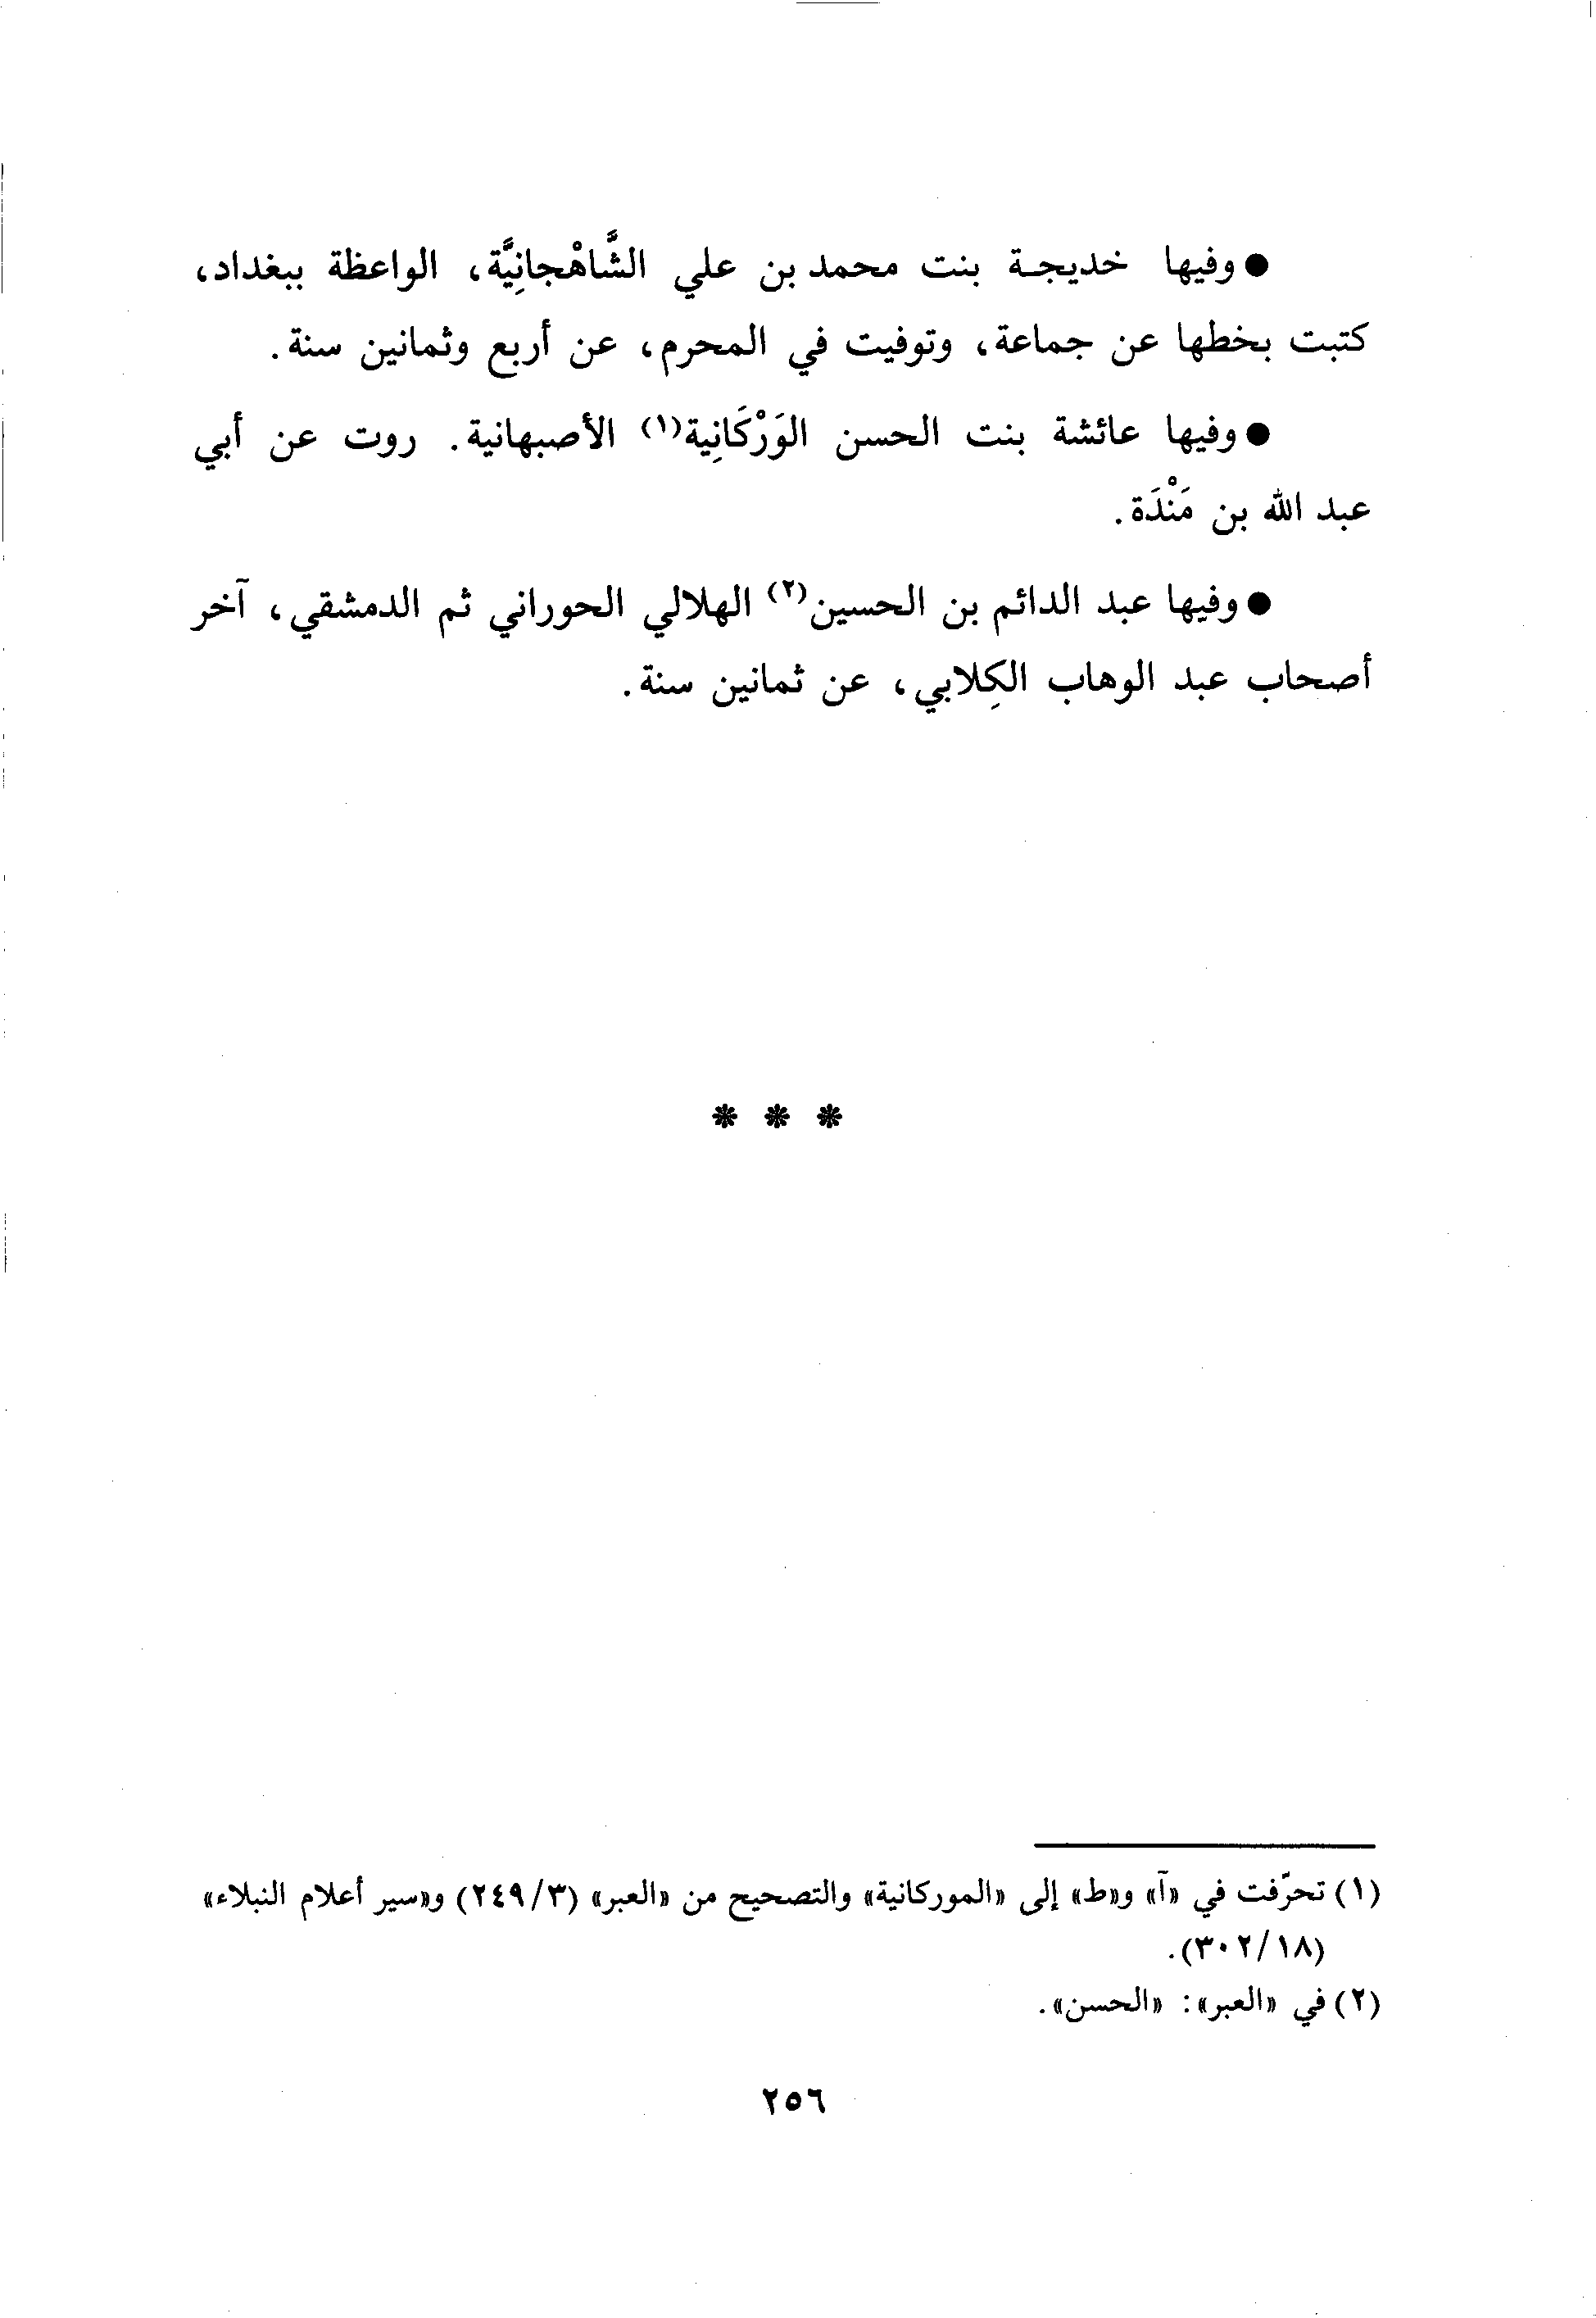 ● وفيها خديجـة بنت محمد بن علي الشَّاهْجانِيَّة، الواعظة ببغداد،
كتبت بخطها عن جماعة، وتوفيت في المحرم، عن أربع وثمانين سنة.
● وفيها عائشة بنت الحسن الوَرْكَانِية(١) الأصبهانية. روت عن أبي
عبد الله بن مَنْدَة.
● وفيها عبد الدائم بن الحسين(٢) الهلالي الحوراني ثم الدمشقي، آخر
أصحاب عبد الوهاب الكِلابي، عن ثمانين سنة.
* * *
(١) تحرّفت في «آ» و«ط» إلى «الموركانية» والتصحيح من «العبر» (٣/٢٤٩) و«سير أعلام النبلاء»
(١٨/٣٠٢).
(٢) في «العبر»: «الحسن».
٢٥٦